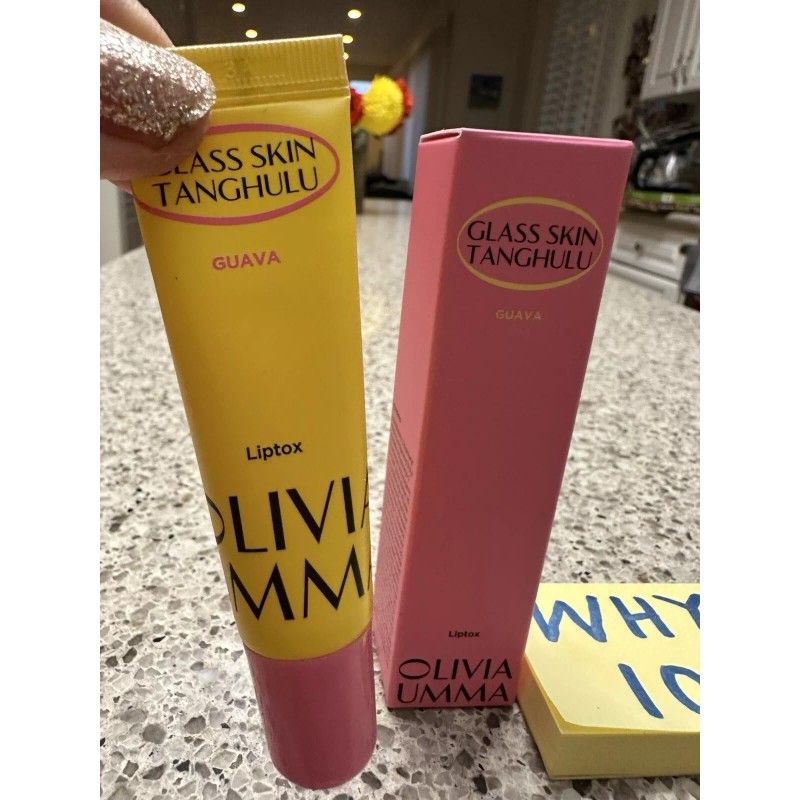 GLASS SKIN
TANGHULU
GUAVA
Liptox
OLIVIA
UMMA
GLASS SKIN
TANGHULU
GUAVA
Liptox
OLIVIA
UMMA
WHY
10